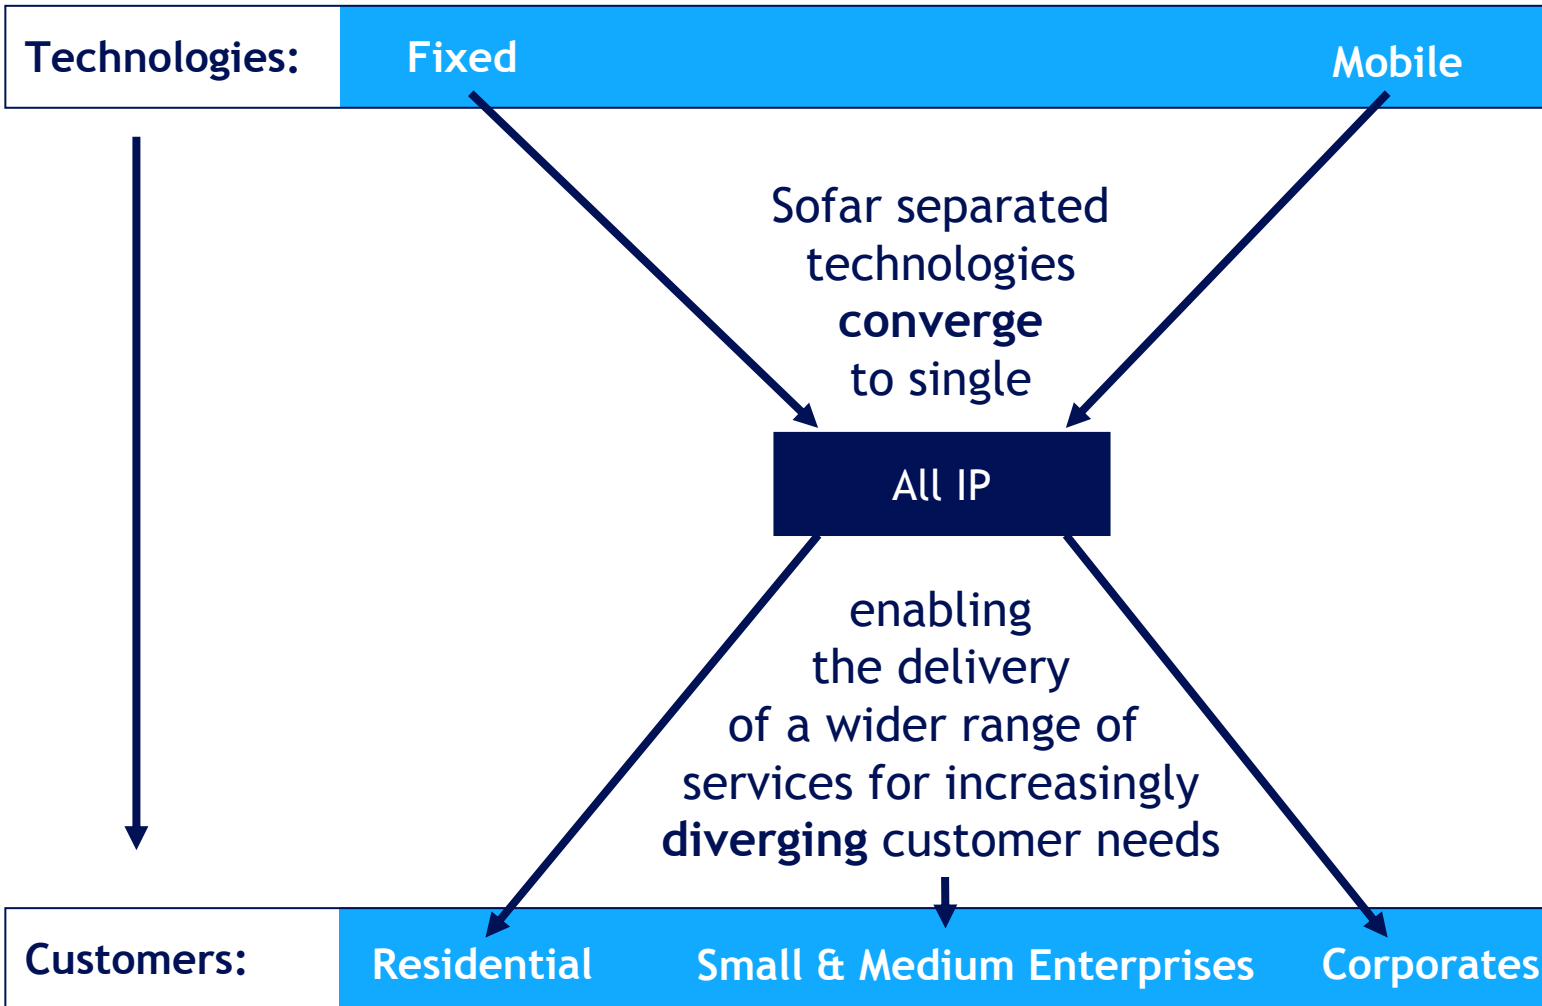 Technologies:
Fixed
Mobile
Sofar separated
technologies
converge
to single
All IP
enabling
the delivery
of a wider range of
services for increasingly
diverging customer needs
Customers:
Residential
Small & Medium Enterprises
Corporates